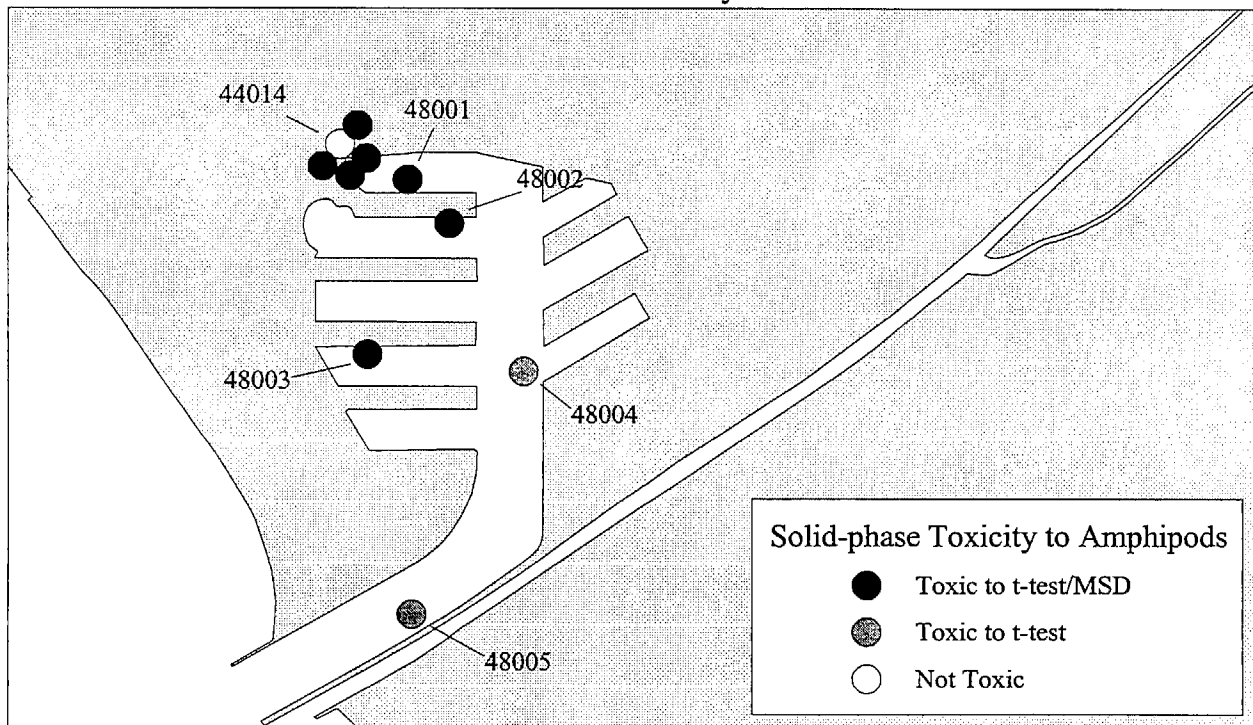 44014
48001
48002
48003
48004
48005
Solid-phase Toxicity to Amphipods
Toxic to t-test/MSD
Toxic to t-test
Not Toxic